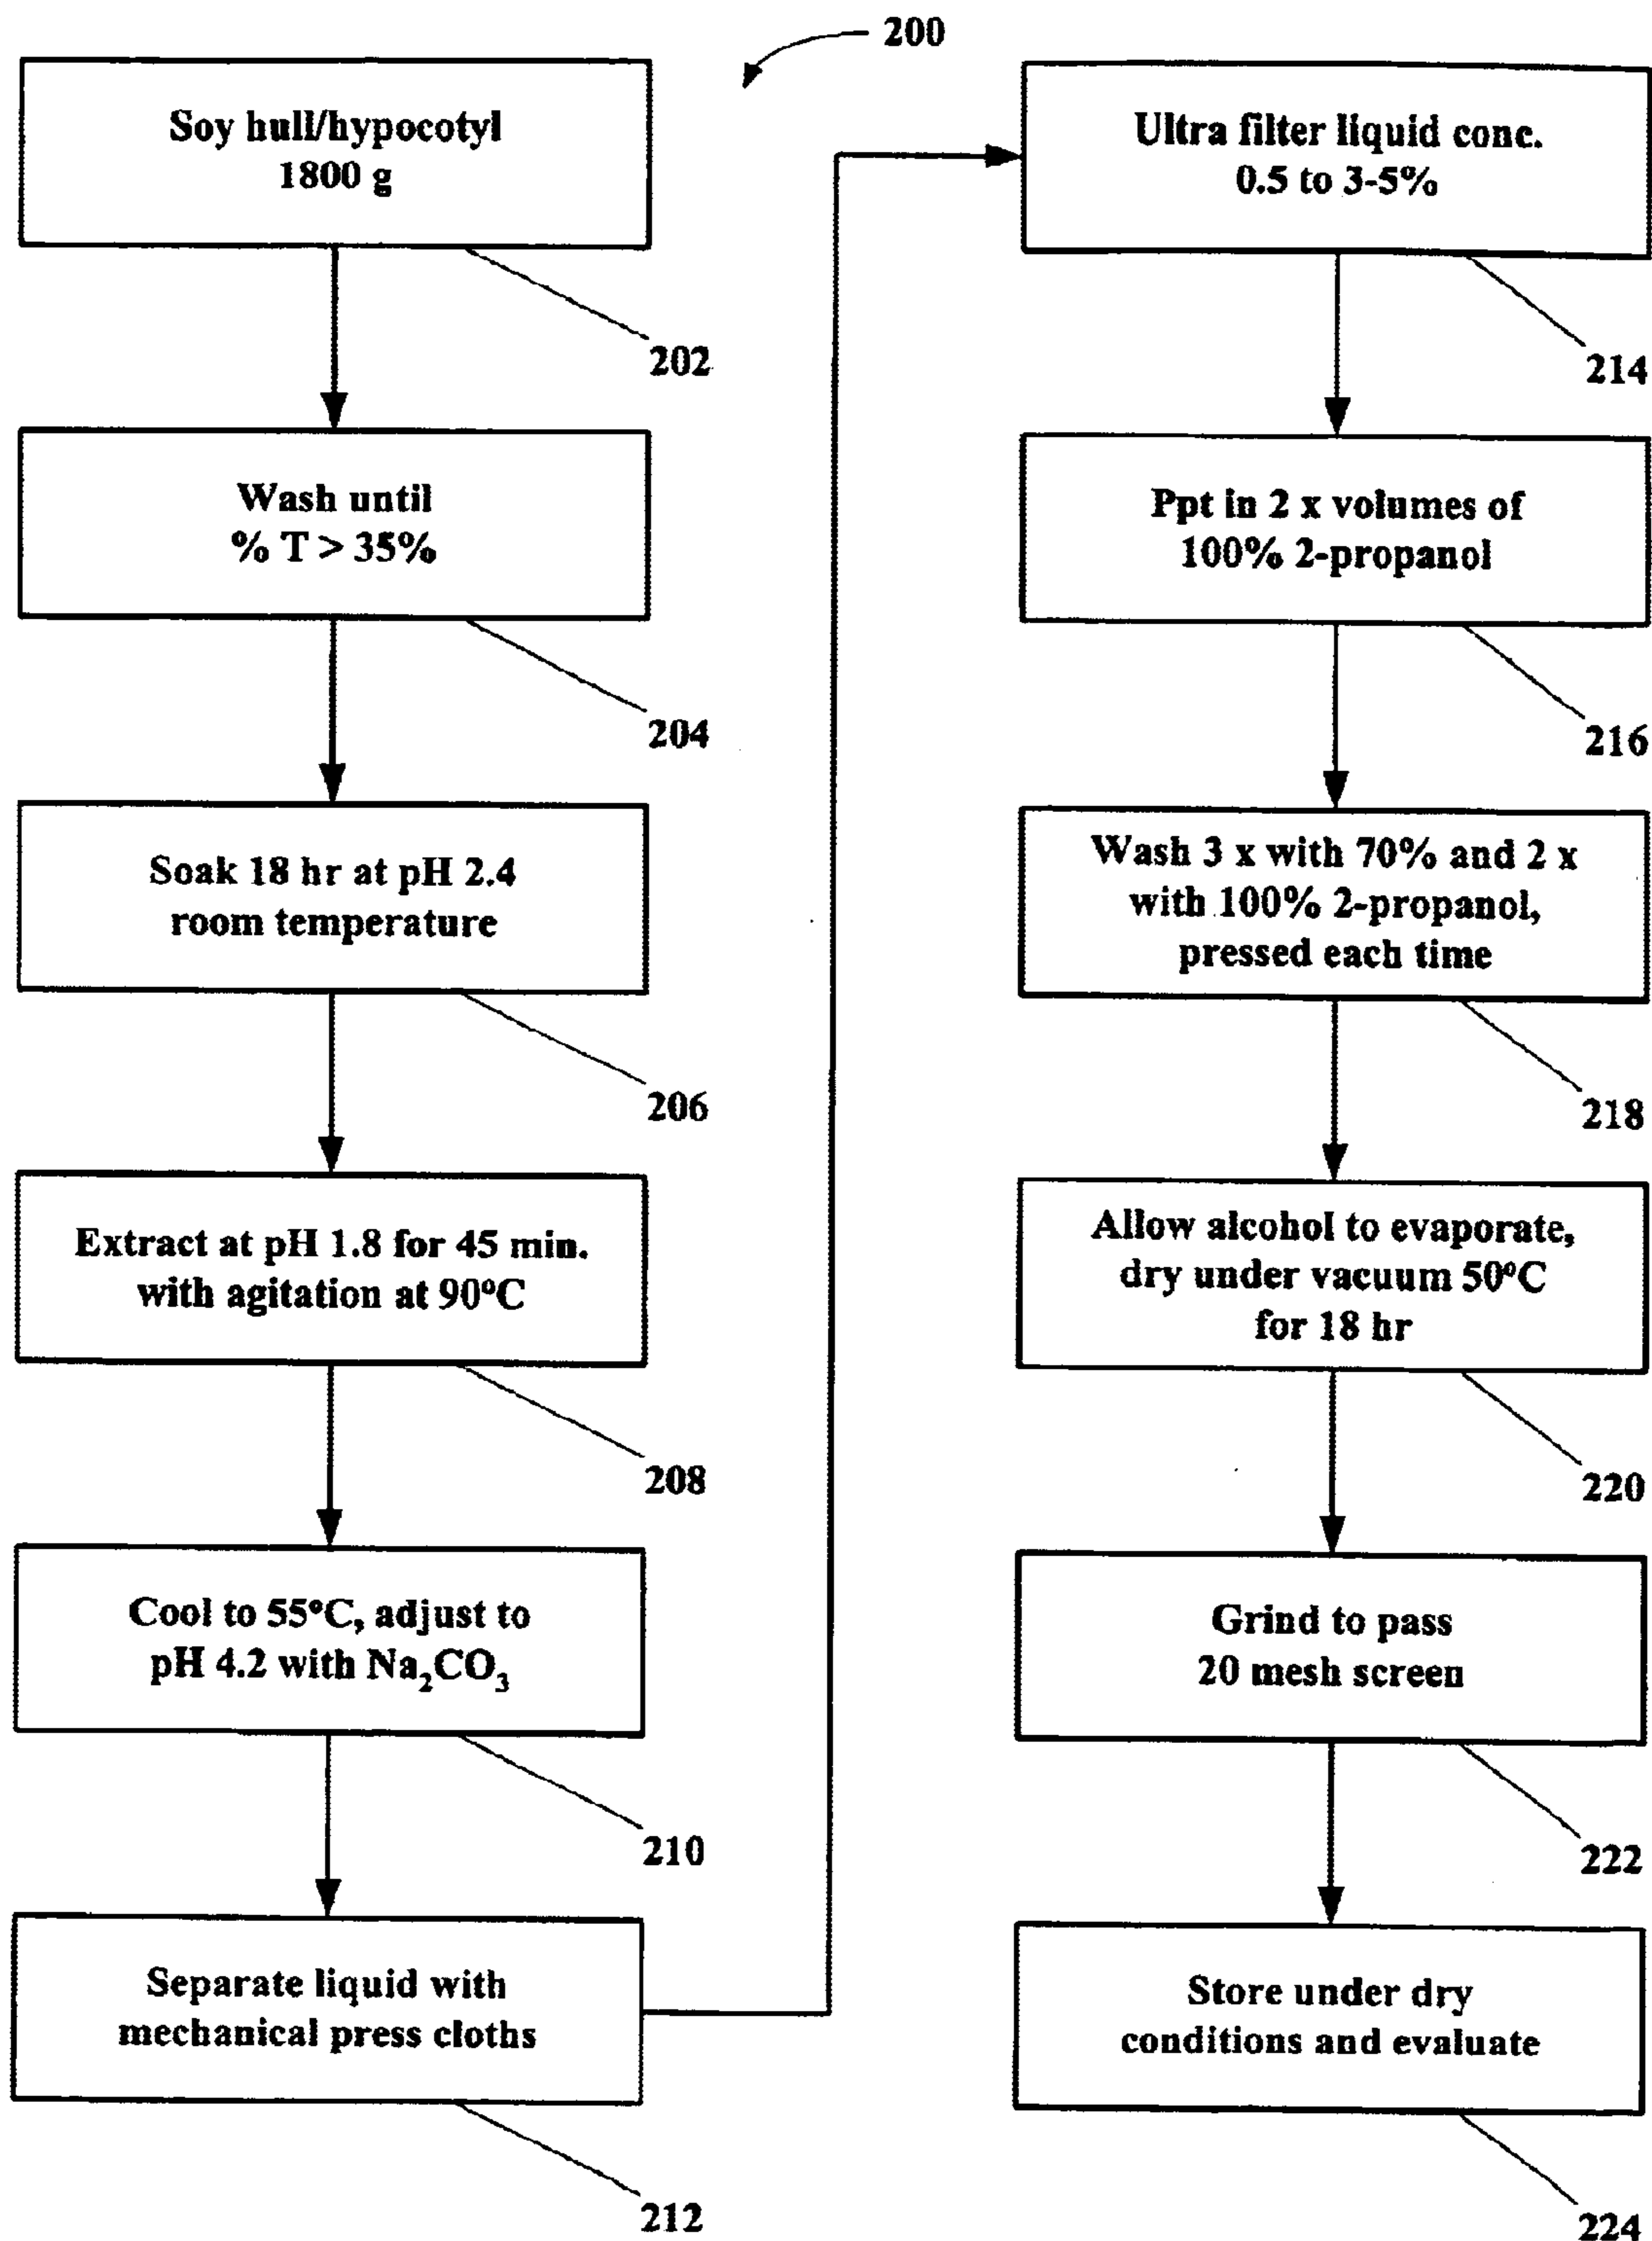 200
Soy hull/hypocotyl
1800 g
202
Wash until
% T > 35%
204
Soak 18 hr at pH 2.4
room temperature
206
Extract at pH 1.8 for 45 min.
with agitation at 90ºC
208
Cool to 55ºC, adjust to
pH 4.2 with Na₂CO₃
210
Separate liquid with
mechanical press cloths
212
Ultra filter liquid conc.
0.5 to 3-5%
214
Ppt in 2 x volumes of
100% 2-propanol
216
Wash 3 x with 70% and 2 x
with 100% 2-propanol,
pressed each time
218
Allow alcohol to evaporate,
dry under vacuum 50ºC
for 18 hr
220
Grind to pass
20 mesh screen
222
Store under dry
conditions and evaluate
224